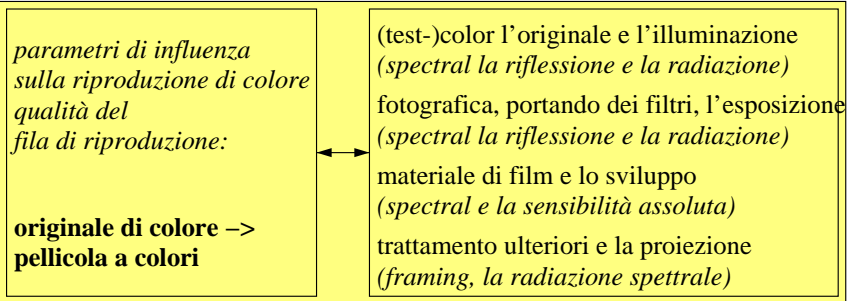 parametri di influenza
sulla riproduzione di colore
qualità del
fila di riproduzione:
originale di colore −>
pellicola a colori
(test-)color l'originale e l'illuminazione
(spectral la riflessione e la radiazione)
fotografica, portando dei filtri, l'esposizione
(spectral la riflessione e la radiazione)
materiale di film e lo sviluppo
(spectral e la sensibilità assoluta)
trattamento ulteriori e la proiezione
(framing, la radiazione spettrale)